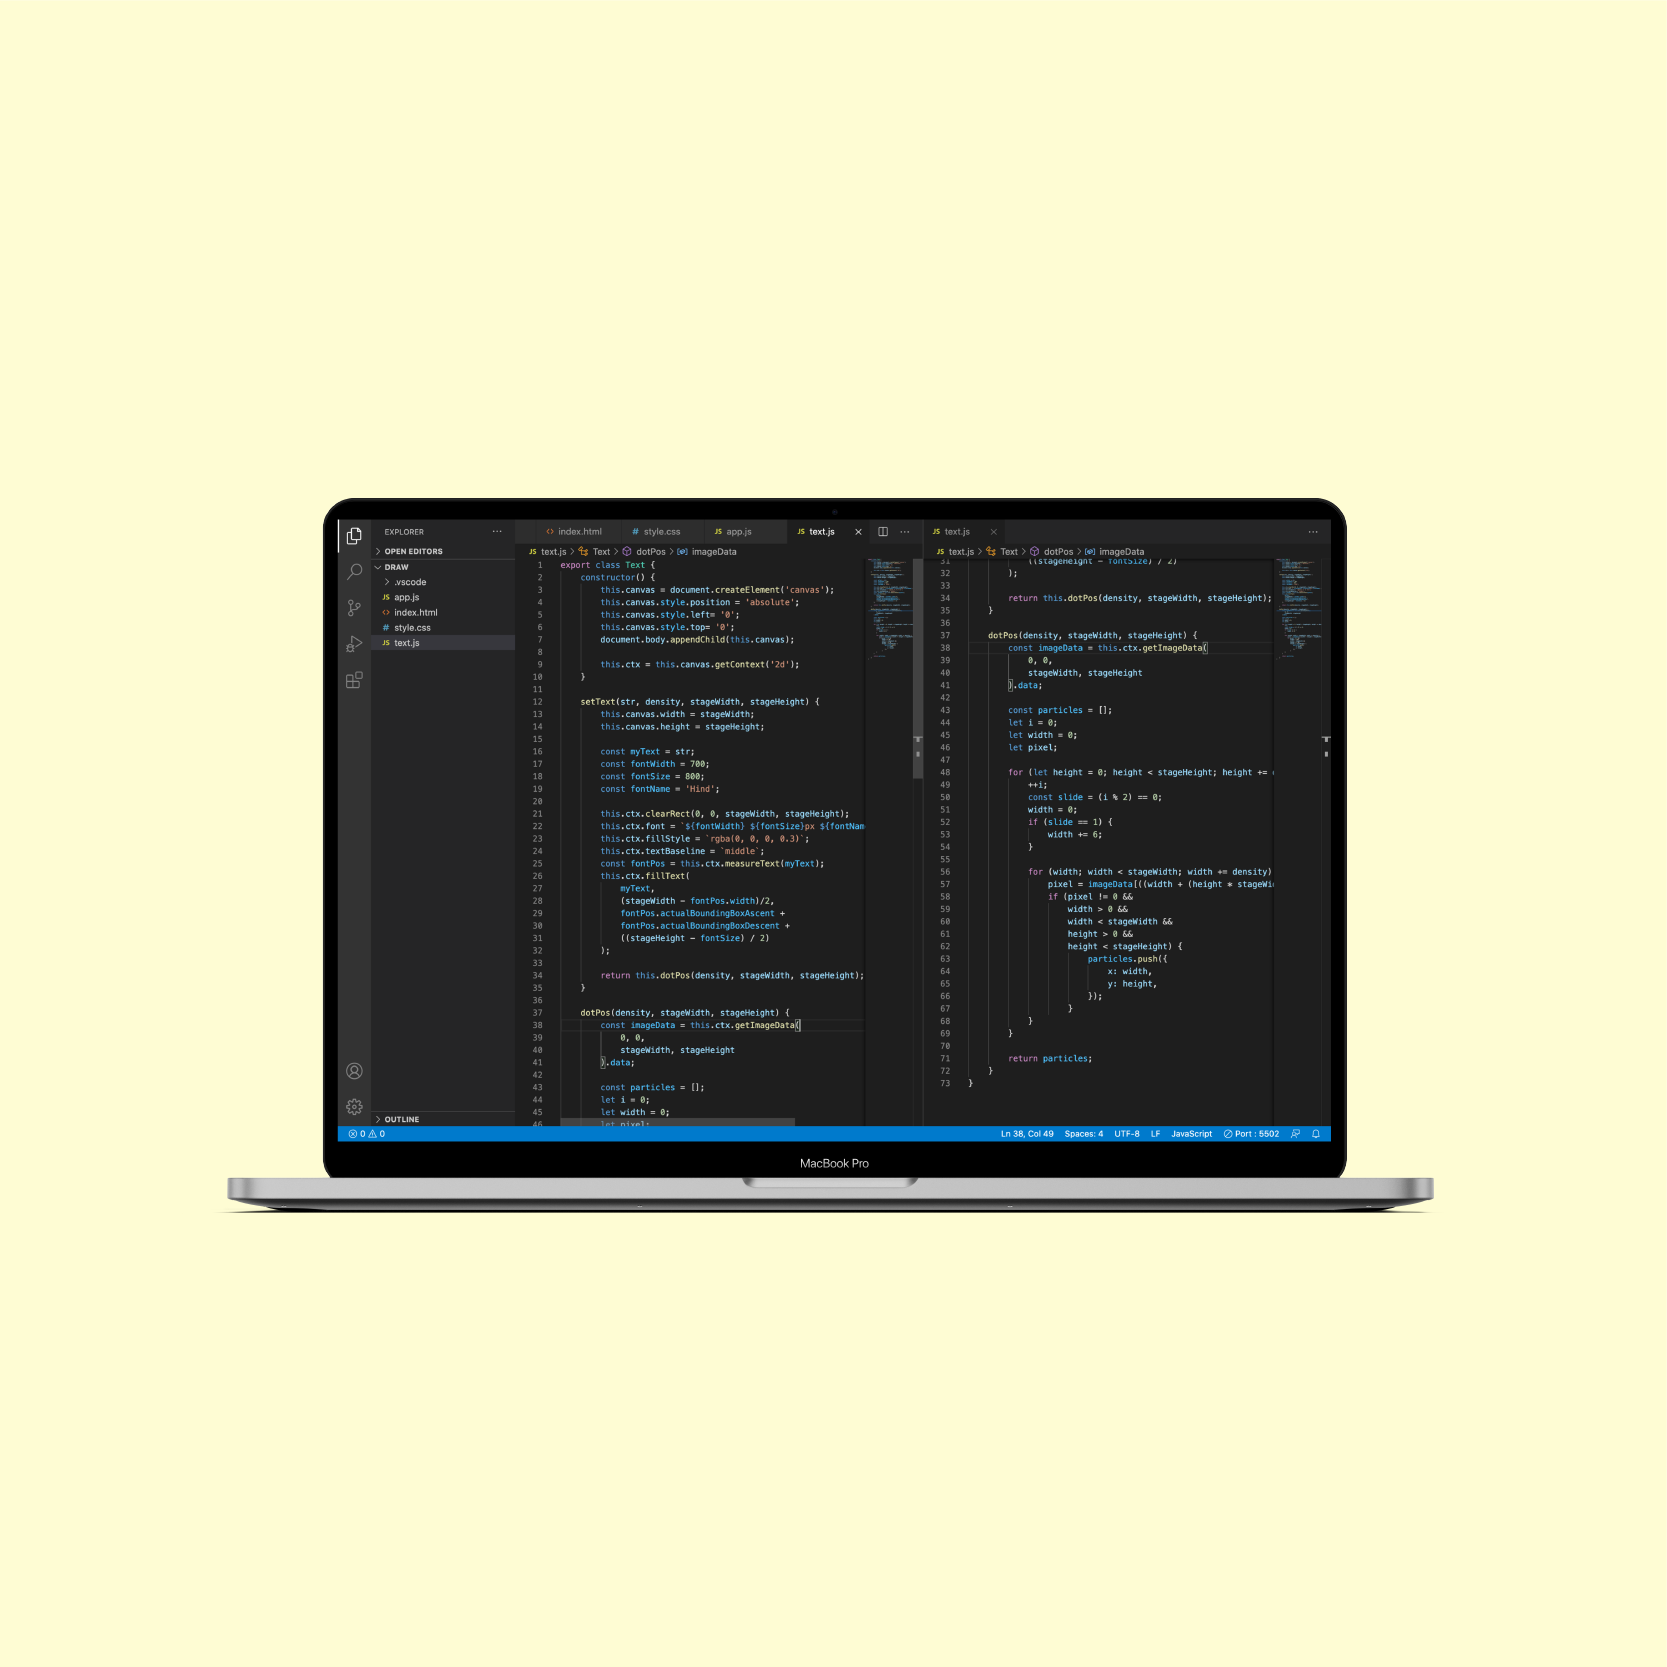 EXPLORER
OPEN EDITORS
DRAW
.vscode
JS app.js
<> index.html
# style.css
JS text.js
OUTLINE
<> index.html # style.css JS app.js JS text.js
JS text.js > Text > dotPos > imageData
1 export class Text {
2 constructor() {
3 this.canvas = document.createElement('canvas');
4 this.canvas.style.position = 'absolute';
5 this.canvas.style.left= '0';
6 this.canvas.style.top= '0';
7 document.body.appendChild(this.canvas);
8
9 this.ctx = this.canvas.getContext('2d');
10 }
11
12 setText(str, density, stageWidth, stageHeight) {
13 this.canvas.width = stageWidth;
14 this.canvas.height = stageHeight;
15
16 const myText = str;
17 const fontWidth = 700;
18 const fontSize = 800;
19 const fontName = 'Hind';
20
21 this.ctx.clearRect(0, 0, stageWidth, stageHeight);
22 this.ctx.font = `${fontWidth} ${fontSize}px ${fontNam
23 this.ctx.fillStyle = `rgba(0, 0, 0, 0.3)`;
24 this.ctx.textBaseline = `middle`;
25 const fontPos = this.ctx.measureText(myText);
26 this.ctx.fillText(
27 myText,
28 (stageWidth - fontPos.width)/2,
29 fontPos.actualBoundingBoxAscent +
30 fontPos.actualBoundingBoxDescent +
31 ((stageHeight - fontSize) / 2)
32 );
33
34 return this.dotPos(density, stageWidth, stageHeight);
35 }
36
37 dotPos(density, stageWidth, stageHeight) {
38 const imageData = this.ctx.getImageData(
39 0, 0,
40 stageWidth, stageHeight
41 ).data;
42
43 const particles = [];
44 let i = 0;
45 let width = 0;
46 let pixel;
JS text.js
JS text.js > Text > dotPos > imageData
31 ((stageHeight - fontSize) / 2)
32 );
33
34 return this.dotPos(density, stageWidth, stageHeight);
35 }
36
37 dotPos(density, stageWidth, stageHeight) {
38 const imageData = this.ctx.getImageData(
39 0, 0,
40 stageWidth, stageHeight
41 ).data;
42
43 const particles = [];
44 let i = 0;
45 let width = 0;
46 let pixel;
47
48 for (let height = 0; height < stageHeight; height +=
49 ++i;
50 const slide = (i % 2) == 0;
51 width = 0;
52 if (slide == 1) {
53 width += 6;
54 }
55
56 for (width; width < stageWidth; width += density)
57 pixel = imageData[((width + (height * stageWi
58 if (pixel != 0 &&
59 width > 0 &&
60 width < stageWidth &&
61 height > 0 &&
62 height < stageHeight) {
63 particles.push({
64 x: width,
65 y: height,
66 });
67 }
68 }
69 }
70
71 return particles;
72 }
73 }
0 0
Ln 38, Col 49 Spaces: 4 UTF-8 LF JavaScript Port : 5502
MacBook Pro